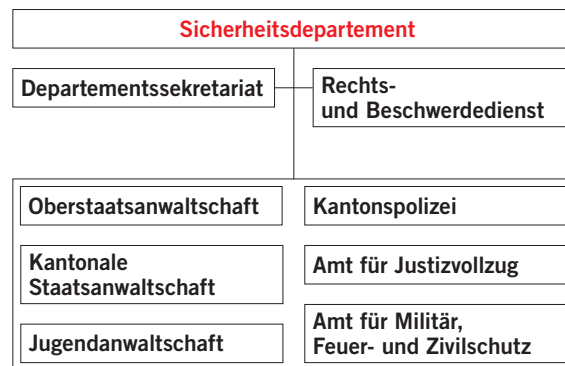 Sicherheitsdepartement
Departementssekretariat
Rechts-
und Beschwerdedienst
Oberstaatsanwaltschaft
Kantonspolizei
Kantonale
Staatsanwaltschaft
Amt für Justizvollzug
Jugendanwaltschaft
Amt für Militär,
Feuer- und Zivilschutz